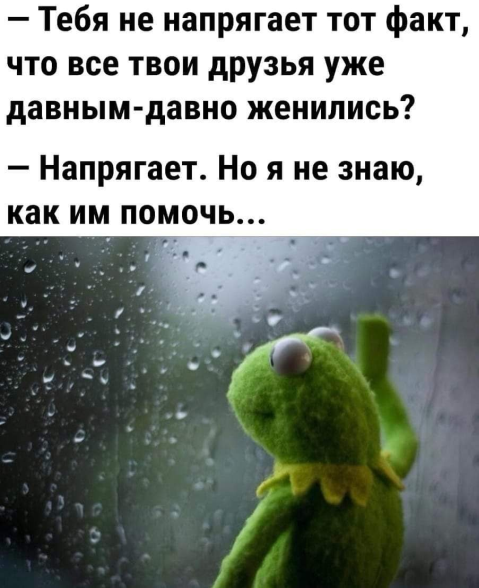 – Тебя не напрягает тот факт,
что все твои друзья уже
давным-давно женились?
– Напрягает. Но я не знаю,
как им помочь...